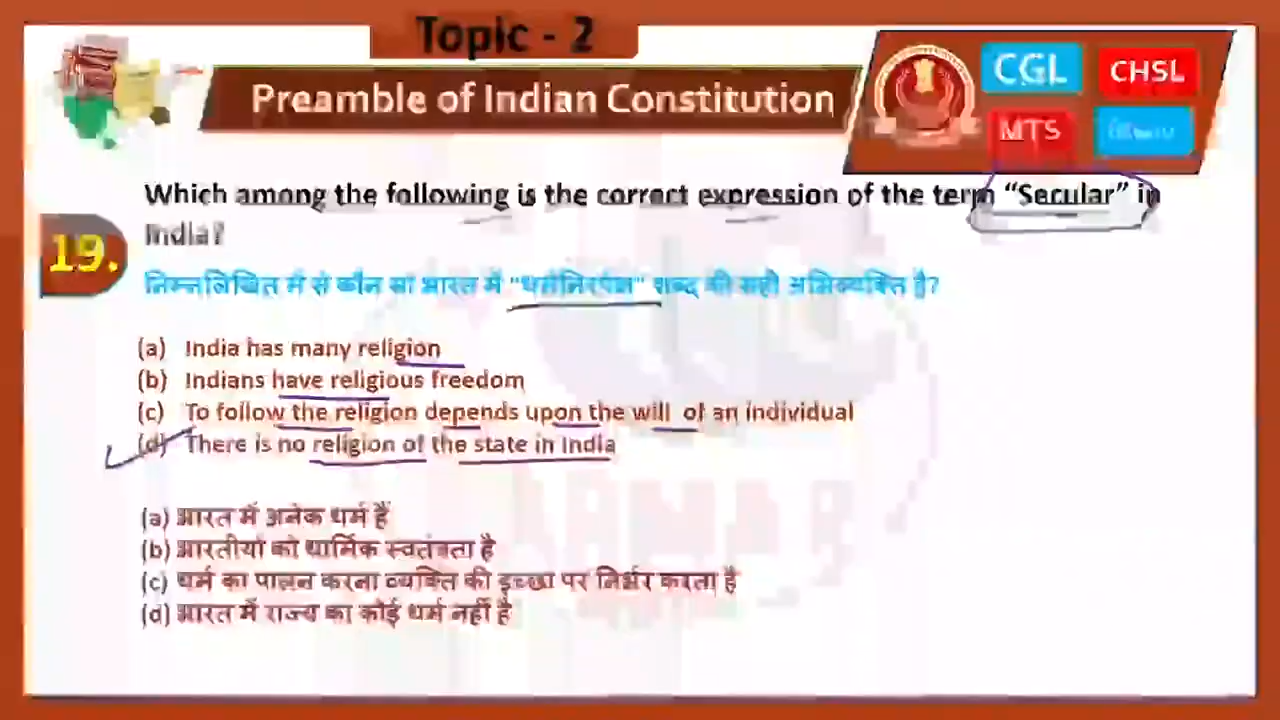 Topic - 2
Preamble of Indian Constitution
CGL
CHSL
MTS
Which among the following is the correct expression of the term “Secular” in
India?
19.
निम्नलिखित में से कौन सा भारत में "धर्मनिरपेक्ष" शब्द की सही अभिव्यक्ति है?
(a) India has many religion
(b) Indians have religious freedom
(c) To follow the religion depends upon the will of an individual
(d) There is no religion of the state in India
(a) भारत में अनेक धर्म हैं
(b) भारतीयों को धार्मिक स्वतंत्रता है
(c) धर्म का पालन करना व्यक्ति की इच्छा पर निर्भर करता है
(d) भारत में राज्य का कोई धर्म नहीं है